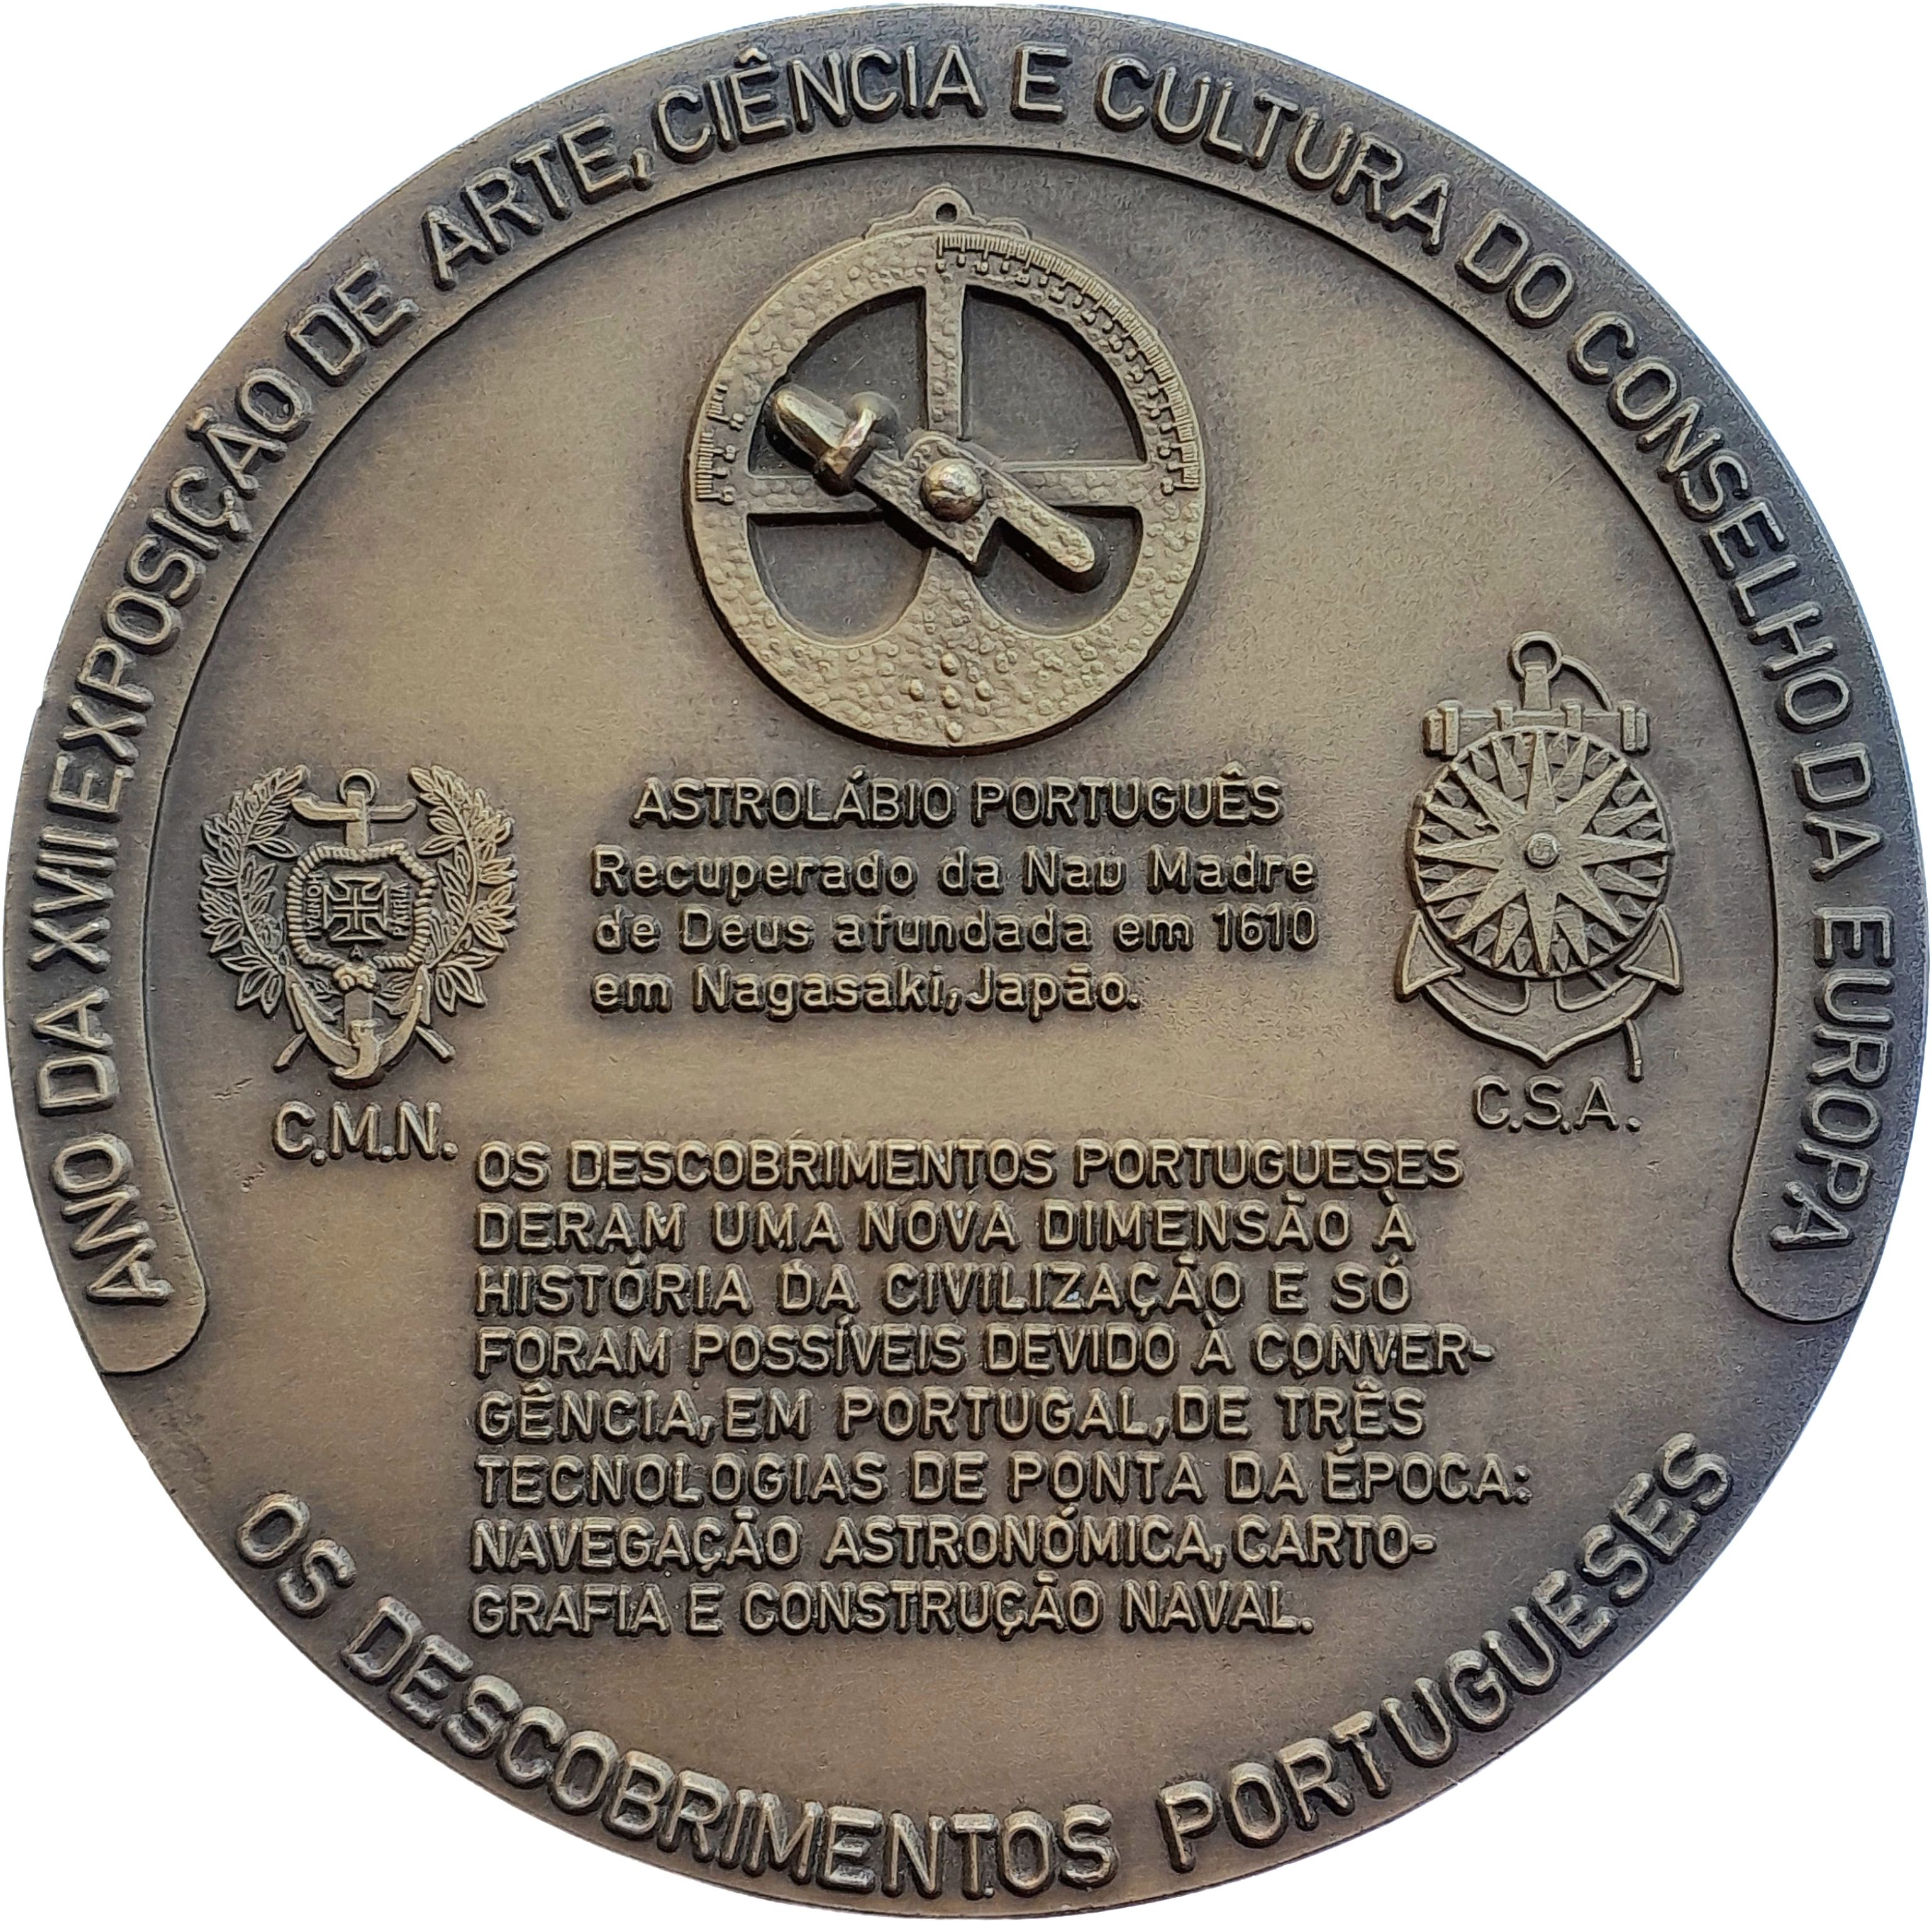 ANO DA XVII EXPOSIÇÃO DE ARTE, CIÊNCIA E CULTURA DO CONSELHO DA EUROPA
ASTROLÁBIO PORTUGUÊS
Recuperado da Nau Madre
de Deus afundada em 1610
em Nagasaki, Japão.
C.M.N.
C.S.A.
OS DESCOBRIMENTOS PORTUGUESES
DERAM UMA NOVA DIMENSÃO À
HISTÓRIA DA CIVILIZAÇÃO E SÓ
FORAM POSSÍVEIS DEVIDO À CONVER-
GÊNCIA, EM PORTUGAL, DE TRÊS
TECNOLOGIAS DE PONTA DA ÉPOCA:
NAVEGAÇÃO ASTRONÓMICA, CARTO-
GRAFIA E CONSTRUÇÃO NAVAL.
OS DESCOBRIMENTOS PORTUGUESES